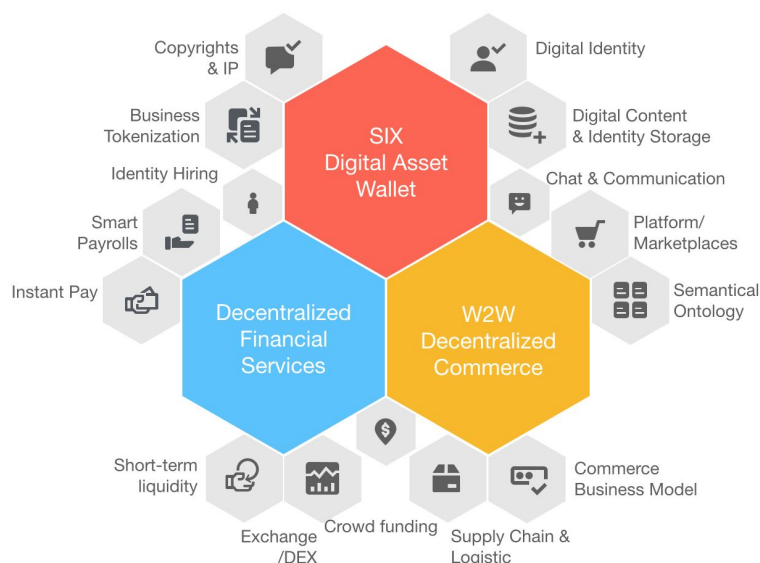 Copyrights
& IP
Digital Identity
Business
Tokenization
SIX
Digital Asset
Wallet
Digital Content
& Identity Storage
Identity Hiring
Chat & Communication
Smart
Payrolls
Platform/
Marketplaces
Instant Pay
Semantical
Ontology
Decentralized
Financial
Services
W2W
Decentralized
Commerce
Short-term
liquidity
Commerce
Business Model
Exchange
/DEX
Crowd funding
Supply Chain &
Logistic